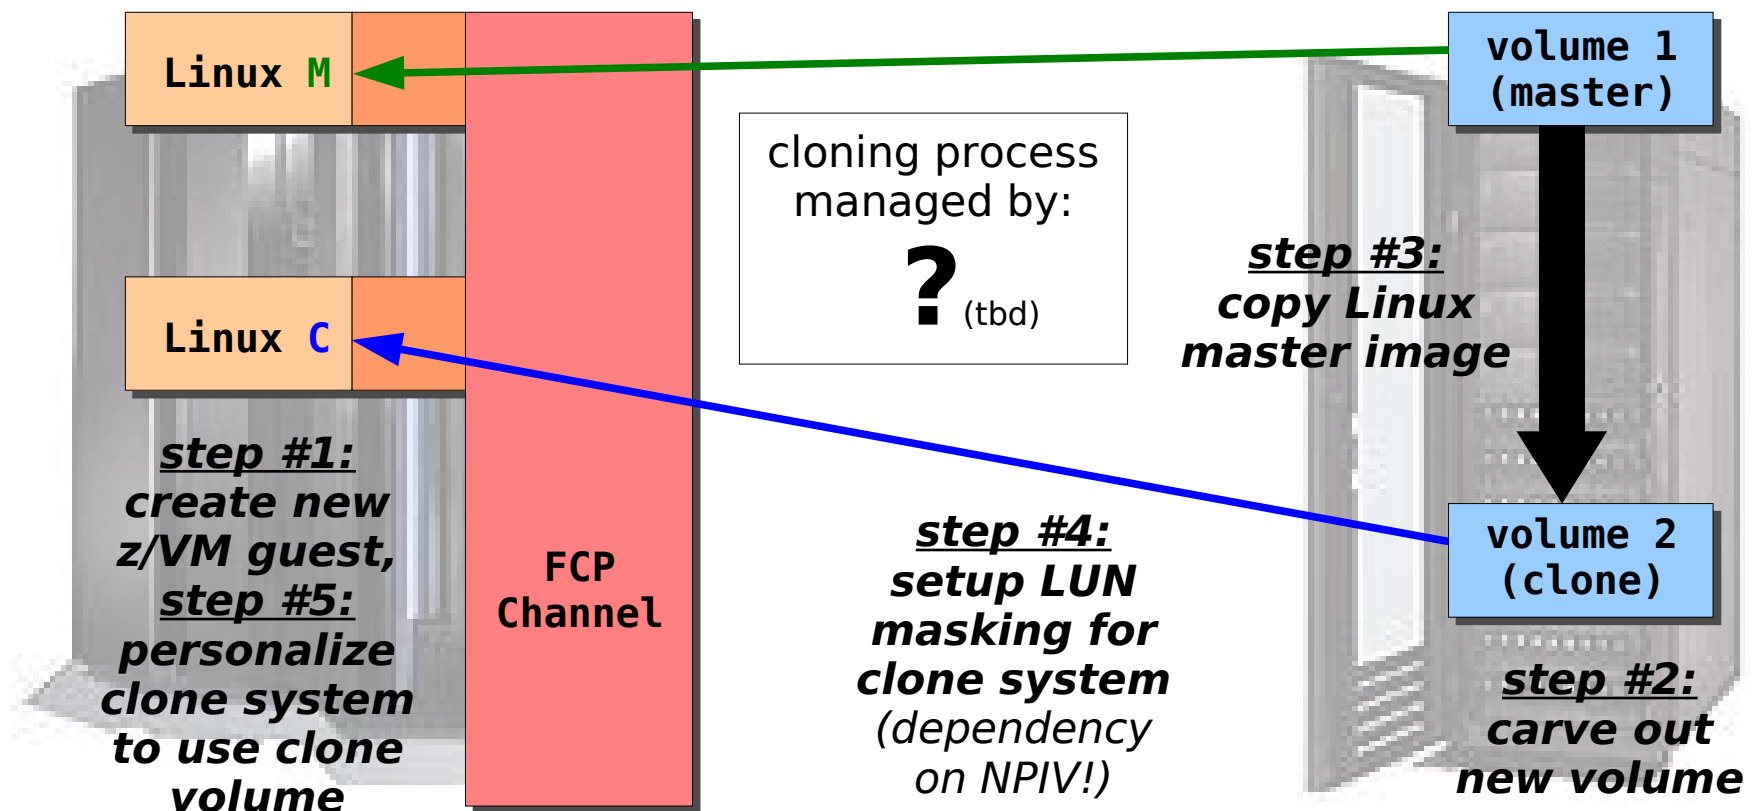 Linux M
volume 1
(master)
cloning process
managed by:
? (tbd)
step #3:
copy Linux
master image
Linux C
step #1:
create new
z/VM guest,
step #5:
personalize
clone system
to use clone
volume
FCP
Channel
step #4:
setup LUN
masking for
clone system
(dependency
on NPIV!)
volume 2
(clone)
step #2:
carve out
new volume